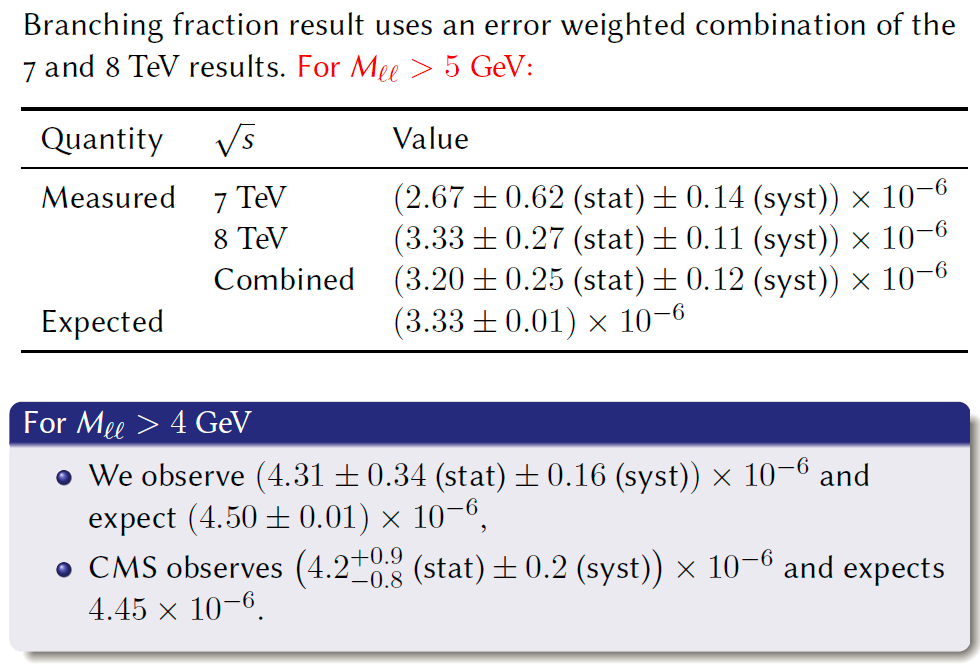 Branching fraction result uses an error weighted combination of the
7 and 8 TeV results. For Mℓℓ > 5 GeV:
Quantity √s Value
Measured 7 TeV (2.67 ± 0.62 (stat) ± 0.14 (syst)) × 10⁻⁶
8 TeV (3.33 ± 0.27 (stat) ± 0.11 (syst)) × 10⁻⁶
Combined (3.20 ± 0.25 (stat) ± 0.12 (syst)) × 10⁻⁶
Expected (3.33 ± 0.01) × 10⁻⁶
For Mℓℓ > 4 GeV
• We observe (4.31 ± 0.34 (stat) ± 0.16 (syst)) × 10⁻⁶ and
expect (4.50 ± 0.01) × 10⁻⁶,
• CMS observes (4.2 +0.9 −0.8 (stat) ± 0.2 (syst)) × 10⁻⁶ and expects
4.45 × 10⁻⁶.